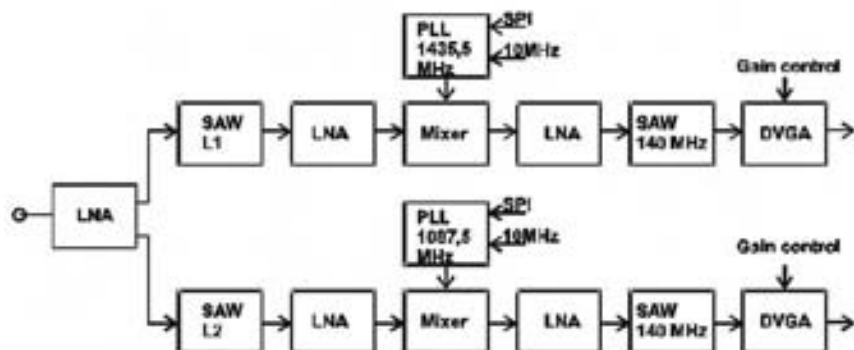 PLL
1435,5
MHz
SPI
10MHz
Gain control
SAW
L1
LNA
Mixer
LNA
SAW
140 MHz
DVGA
LNA
PLL
1087,5
MHz
SPI
10MHz
Gain control
SAW
L2
LNA
Mixer
LNA
SAW
140 MHz
DVGA